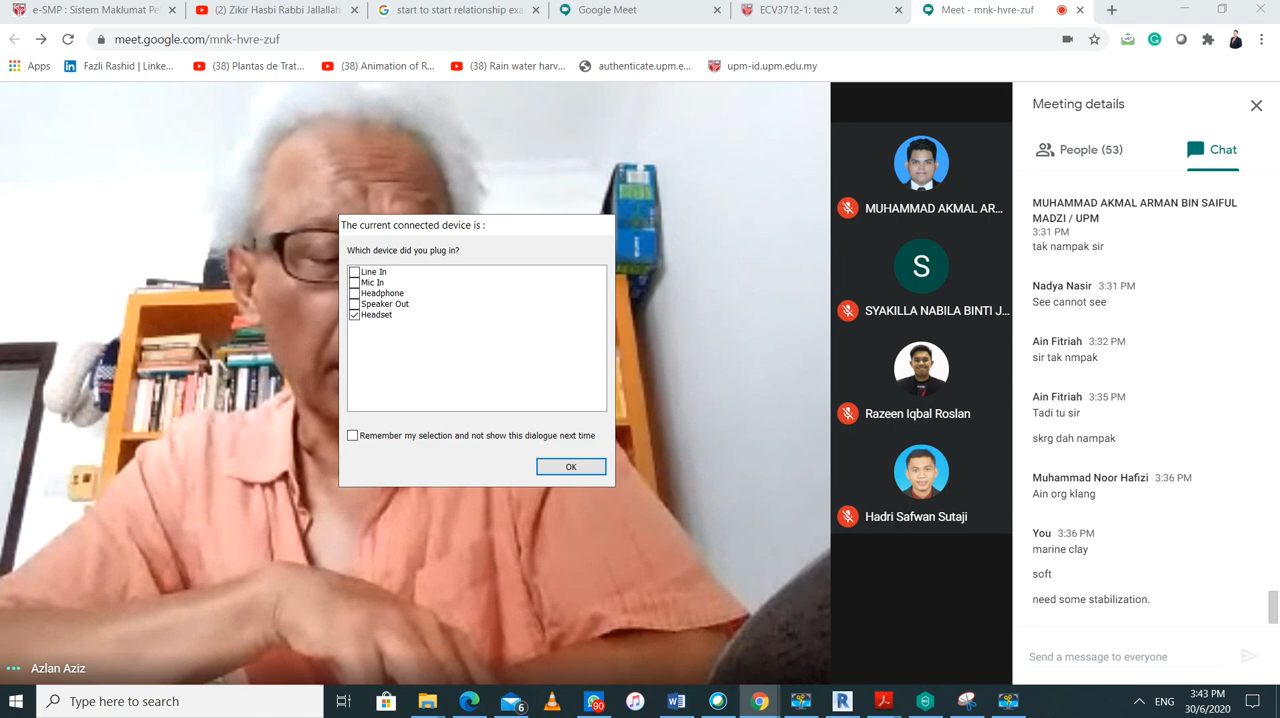 e-SMP : Sistem Maklumat Pe
(2) Zikir Hasbi Rabbi Jallallah
start to start relationship exa
Google Meet
ECV3712-1: test 2
Meet - mnk-hvre-zuf
meet.google.com/mnk-hvre-zuf
Apps
Fazli Rashid | Linke...
(38) Plantas de Trat...
(38) Animation of R...
(38) Rain water harv...
authenticate.upm.e...
upm-id.upm.edu.my
The current connected device is :
Which device did you plug in?
Line In
Mic In
Headphone
Speaker Out
Headset
Remember my selection and not show this dialogue next time
OK
Azlan Aziz
MUHAMMAD AKMAL AR...
S
SYAKILLA NABILA BINTI J...
Razeen Iqbal Roslan
Hadri Safwan Sutaji
Meeting details
People (53)
Chat
MUHAMMAD AKMAL ARMAN BIN SAIFUL
MADZI / UPM
3:31 PM
tak nampak sir
Nadya Nasir 3:31 PM
See cannot see
Ain Fitriah 3:32 PM
sir tak nmpak
Ain Fitriah 3:35 PM
Tadi tu sir
skrg dah nampak
Muhammad Noor Hafizi 3:36 PM
Ain org klang
You 3:36 PM
marine clay
soft
need some stabilization.
Send a message to everyone
Type here to search
6
90
ENG
3:43 PM
30/6/2020